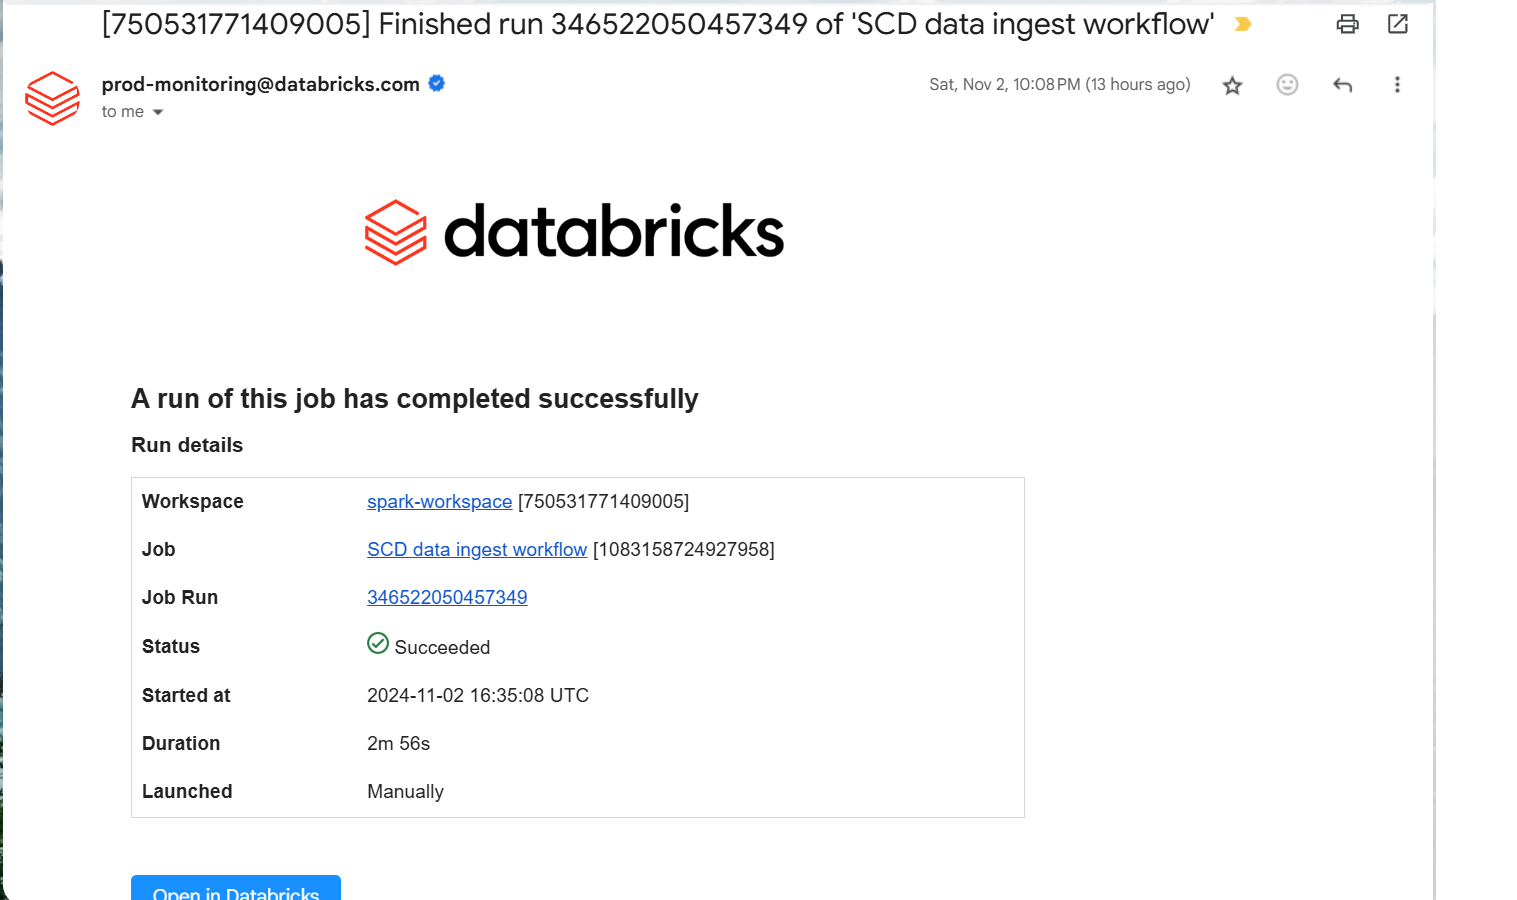 [750531771409005] Finished run 346522050457349 of 'SCD data ingest workflow'
prod-monitoring@databricks.com
Sat, Nov 2, 10:08 PM (13 hours ago)
to me
databricks
A run of this job has completed successfully
Run details
Workspace spark-workspace [750531771409005]
Job SCD data ingest workflow [1083158724927958]
Job Run 346522050457349
Status Succeeded
Started at 2024-11-02 16:35:08 UTC
Duration 2m 56s
Launched Manually
Open in Databricks